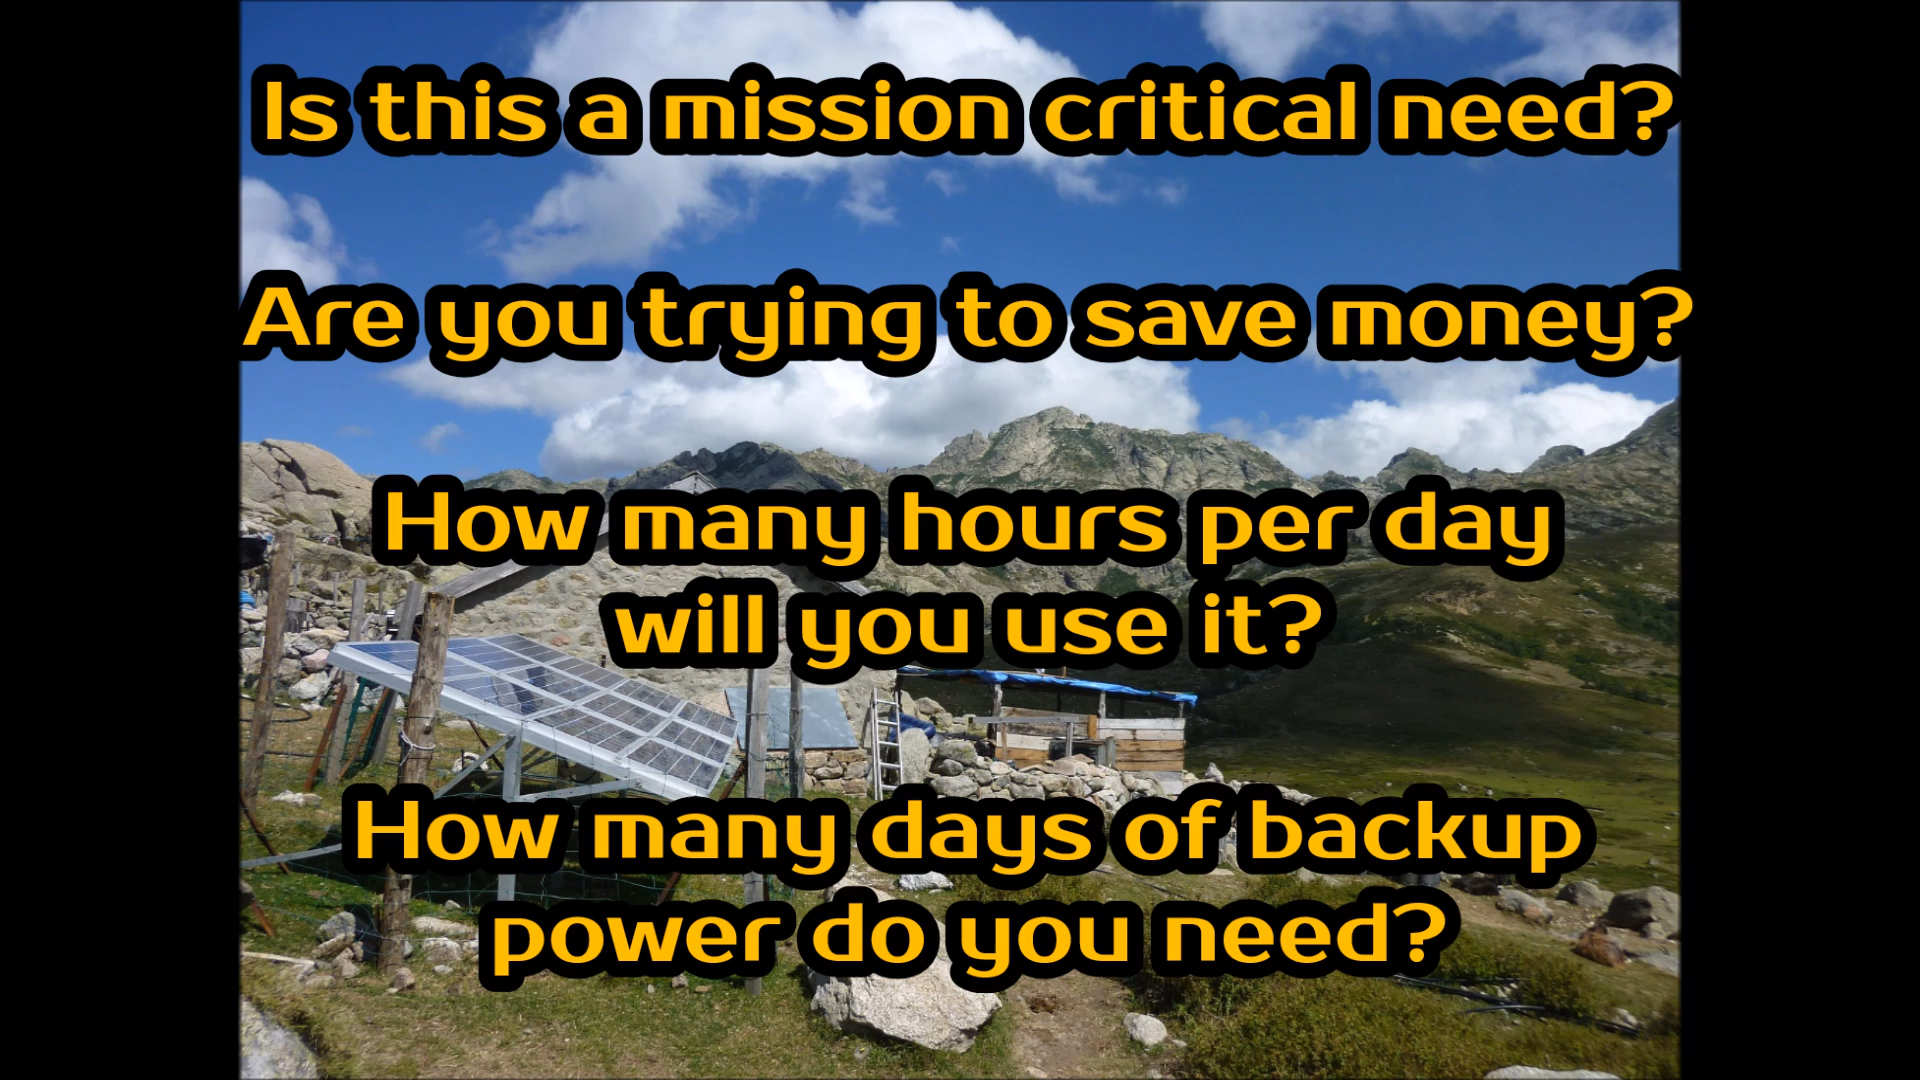 Is this a mission critical need?
Are you trying to save money?
How many hours per day
will you use it?
How many days of backup
power do you need?